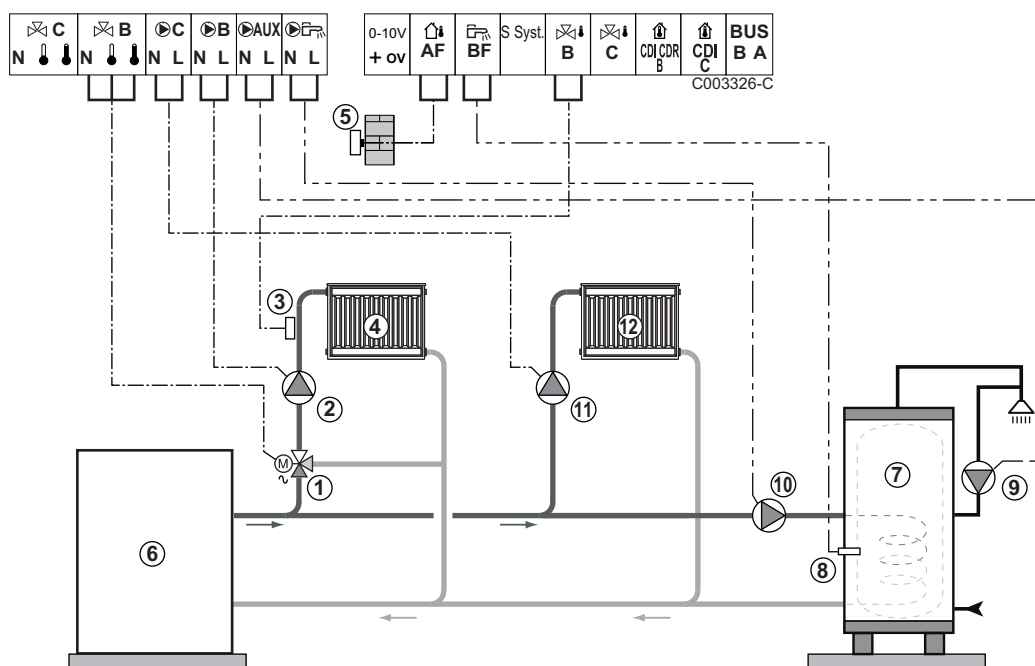 C B C B AUX
N N N L N L N L N L
0-10V S Syst. BUS
+ ov AF BF B C CDI CDR B CDI C B A
C003326-C
5
3
4
12
2
11
M
~
1
10
7
9
6
8